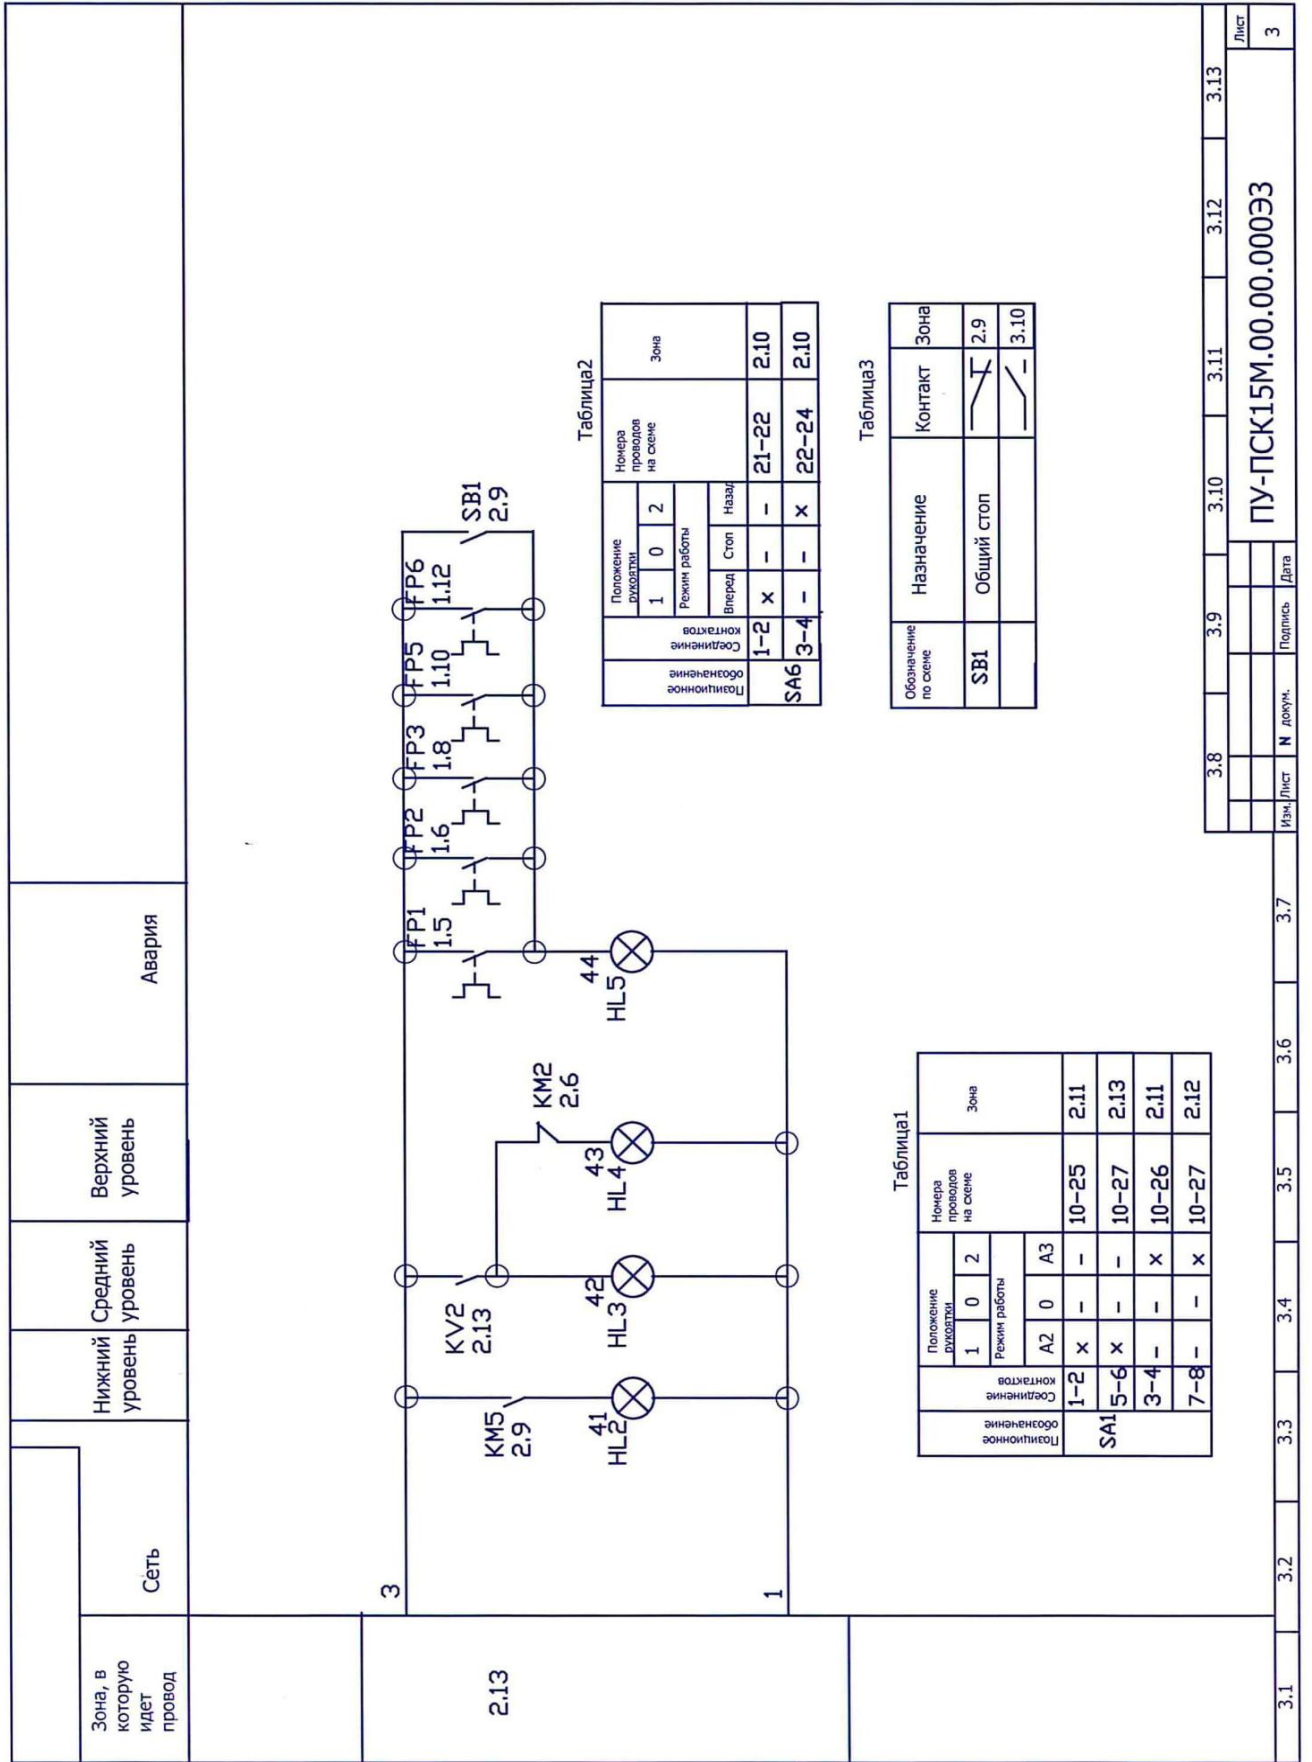 Зона, в
которую
идет
провод
Сеть
Нижний
уровень
Средний
уровень
Верхний
уровень
Авария
2.13
3
1
KM5
2.9
41
HL2
KV2
2.13
42
HL3
KM2
2.6
43
HL4
44
HL5
FP1
1.5
FP2
1.6
FP3
1.8
FP5
1.10
FP6
1.12
SB1
2.9
Таблица1
Позиционное
обозначение
Соединение
контактов
Положение
рукоятки
1 0 2
Режим работы
А2 0 А3
Номера
проводов
на схеме
Зона
SA1
1-2 × - - 10-25 2.11
5-6 × - - 10-27 2.13
3-4 - - × 10-26 2.11
7-8 - - × 10-27 2.12
Таблица2
Позиционное
обозначение
Соединение
контактов
Положение
рукоятки
1 0 2
Режим работы
Вперед Стоп Назад
Номера
проводов
на схеме
Зона
SA6
1-2 × - - 21-22 2.10
3-4 - - × 22-24 2.10
Таблица3
Обозначение
по схеме
Назначение Контакт Зона
SB1 Общий стоп 2.9
3.10
3.1 3.2 3.3 3.4 3.5 3.6 3.7
3.8 3.9 3.10 3.11 3.12 3.13
Изм. Лист N докум. Подпись Дата
ПУ-ПСК15М.00.00.000ЭЗ
Лист
3